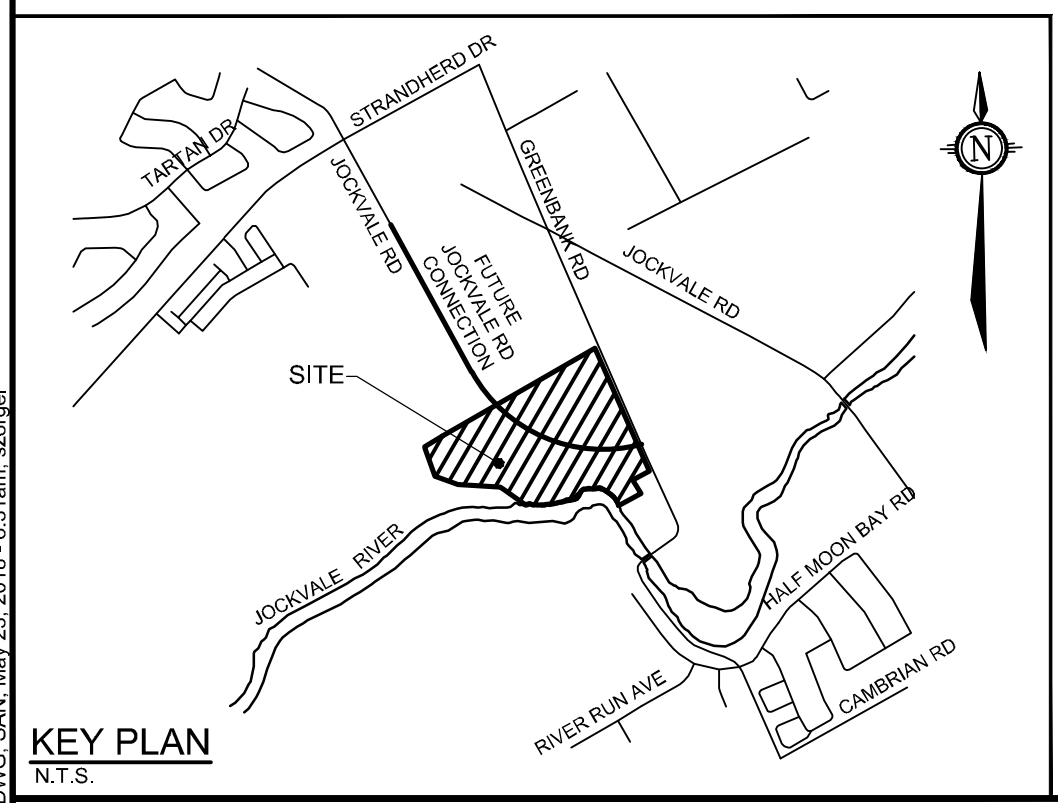 STRANDHERD DR
TARTAN DR
JOCKVALE RD
GREENBANK RD
N
FUTURE
JOCKVALE RD
CONNECTION
JOCKVALE RD
SITE
JOCKVALE RIVER
HALF MOON BAY RD
RIVER RUN AVE
CAMBRIAN RD
KEY PLAN
N.T.S.